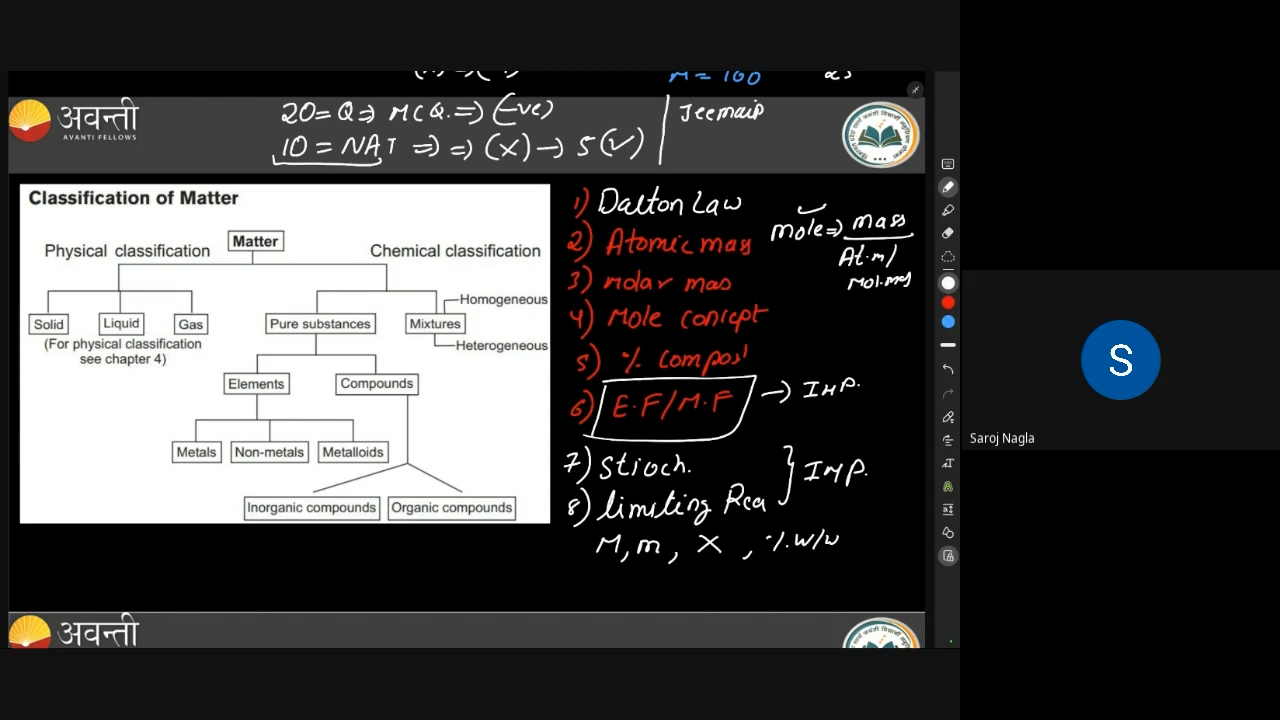 M = 100
अवन्ती
AVANTI FELLOWS
20 = Q ⇒ MCQ. ⇒ (-ve)
10 = NAT ⇒ ⇒ (X) → 5 (✓)
Jeemain
Classification of Matter
Matter
Physical classification
Chemical classification
Homogeneous
Solid
Liquid
Gas
Pure substances
Mixtures
(For physical classification
see chapter 4)
Heterogeneous
Elements
Compounds
Metals
Non-metals
Metalloids
Inorganic compounds
Organic compounds
1) Dalton Law
2) Atomic mass
3) molar mas
4) Mole concept
5) % Compos
6) E.F/M.F → IMP.
7) Stioch.
8) limiting Rea } IMP.
M, m, X, %w/w
mole ⇒ mass
At.m/
Mol.mas
S
Saroj Nagla
अवन्ती